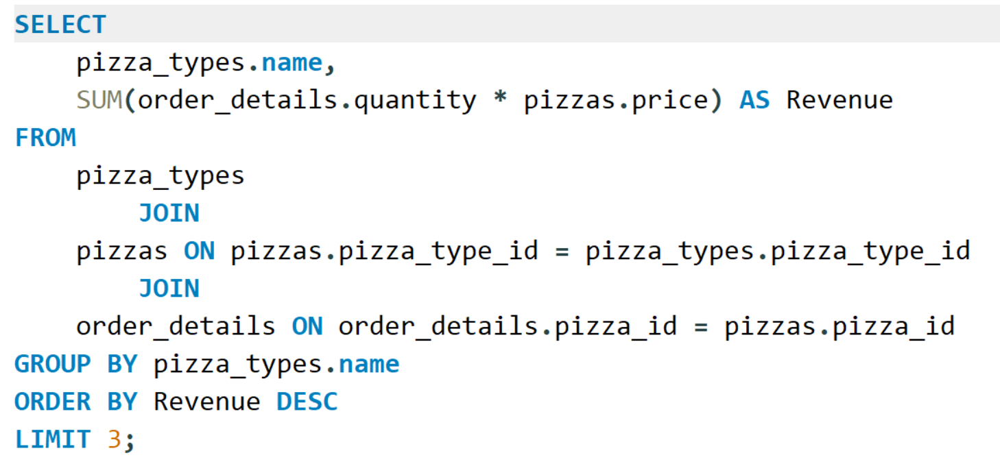 SELECT
    pizza_types.name,
    SUM(order_details.quantity * pizzas.price) AS Revenue
FROM
    pizza_types
        JOIN
    pizzas ON pizzas.pizza_type_id = pizza_types.pizza_type_id
        JOIN
    order_details ON order_details.pizza_id = pizzas.pizza_id
GROUP BY pizza_types.name
ORDER BY Revenue DESC
LIMIT 3;